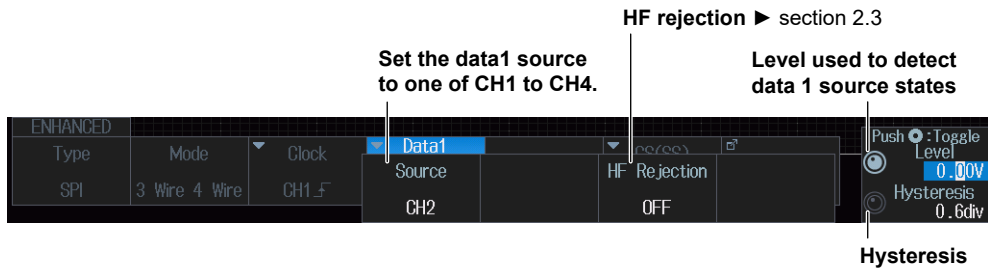 HF rejection ► section 2.3
Set the data1 source
to one of CH1 to CH4.
Level used to detect
data 1 source states
ENHANCED
Type
SPI
Mode
3 Wire 4 Wire
Clock
CH1
Data1
Source
CH2
HF Rejection
OFF
Push :Toggle
Level
0.00V
Hysteresis
0.6div
Hysteresis